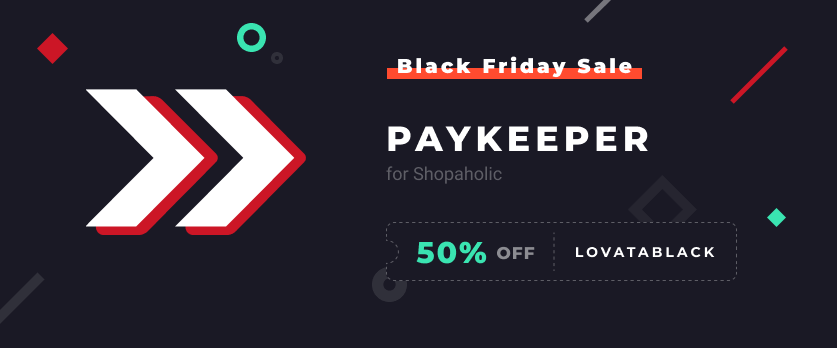 Black Friday Sale
PAYKEEPER
for Shopaholic
50% OFF LOVATABLACK